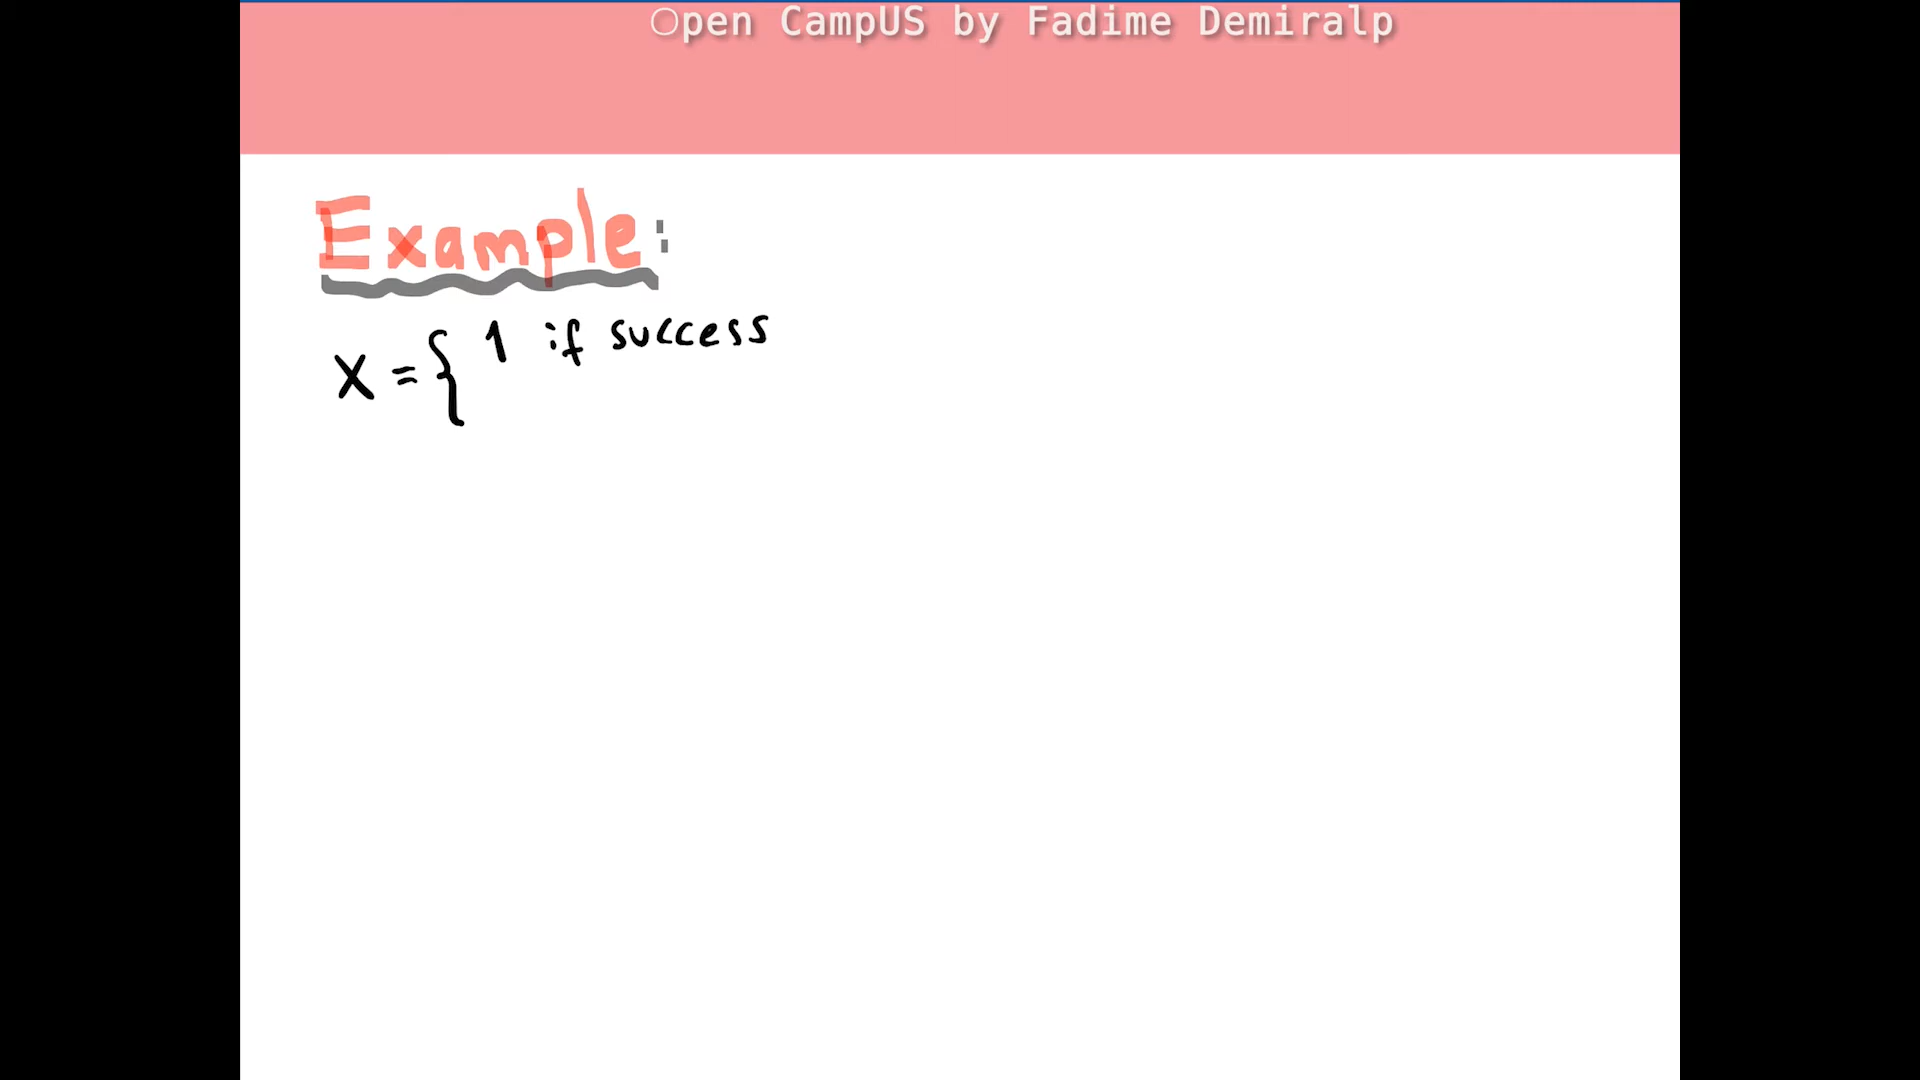 Open CampUS by Fadime Demiralp
Example:
X = { 1 if success